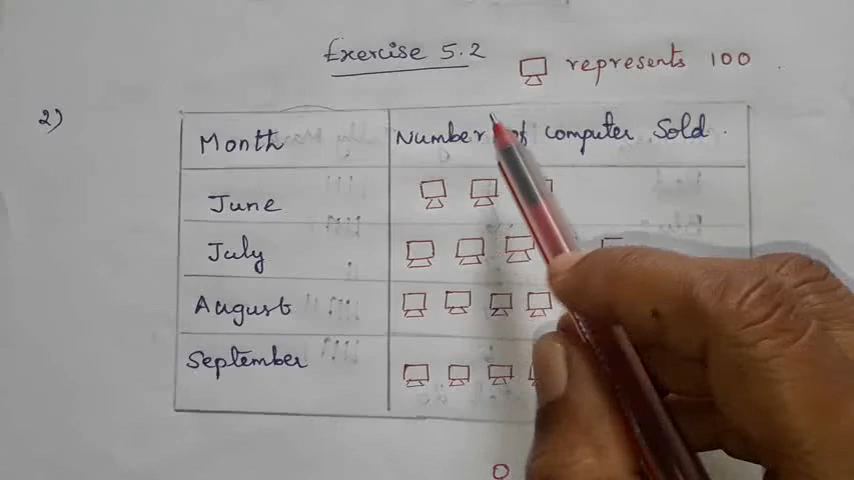 Exercise 5.2
represents 100
2)
Month Number of computer Sold.
June
July
August
September